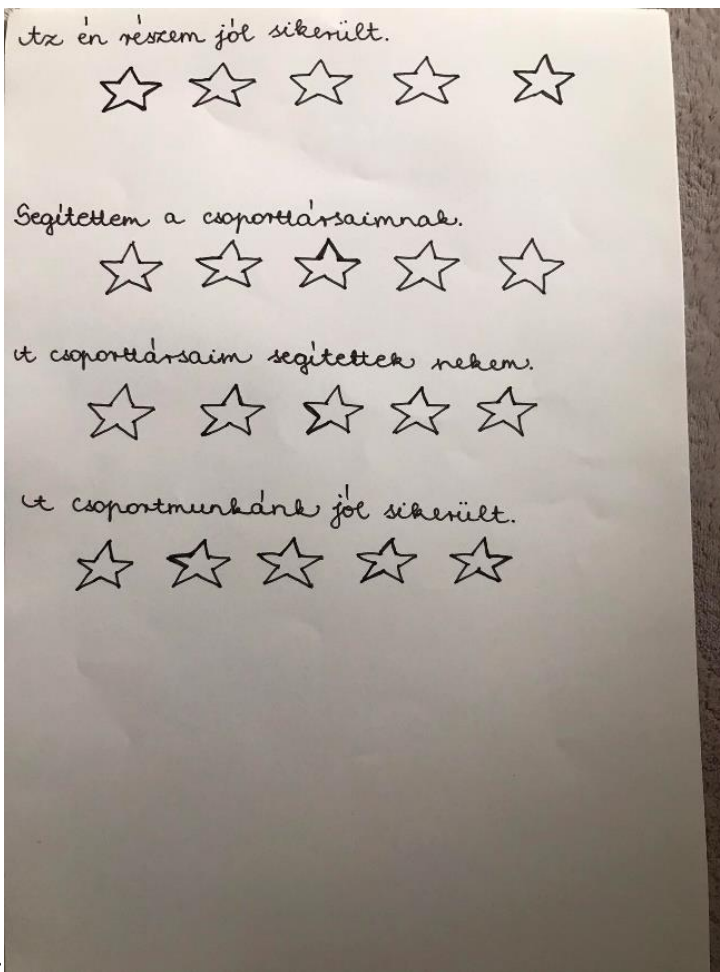 Az én részem jól sikerült.
Segítettem a csoporttársaimnak.
A csoporttársaim segítettek nekem.
A csoportmunkánk jól sikerült.